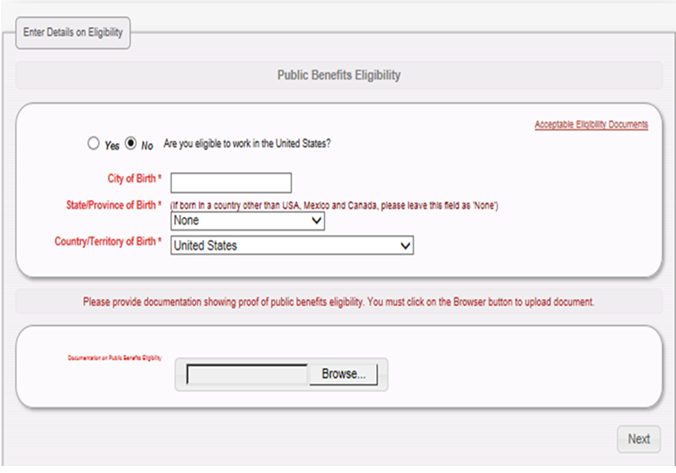 Enter Details on Eligibility
Public Benefits Eligibility
Acceptable Eligibility Documents
Yes No Are you eligible to work in the United States?
City of Birth *
State/Province of Birth * (If born in a country other than USA, Mexico and Canada, please leave this field as 'None')
None
Country/Territory of Birth * United States
Please provide documentation showing proof of public benefits eligibility. You must click on the Browser button to upload document.
Documentation on Public Benefits Eligibility
Browse...
Next